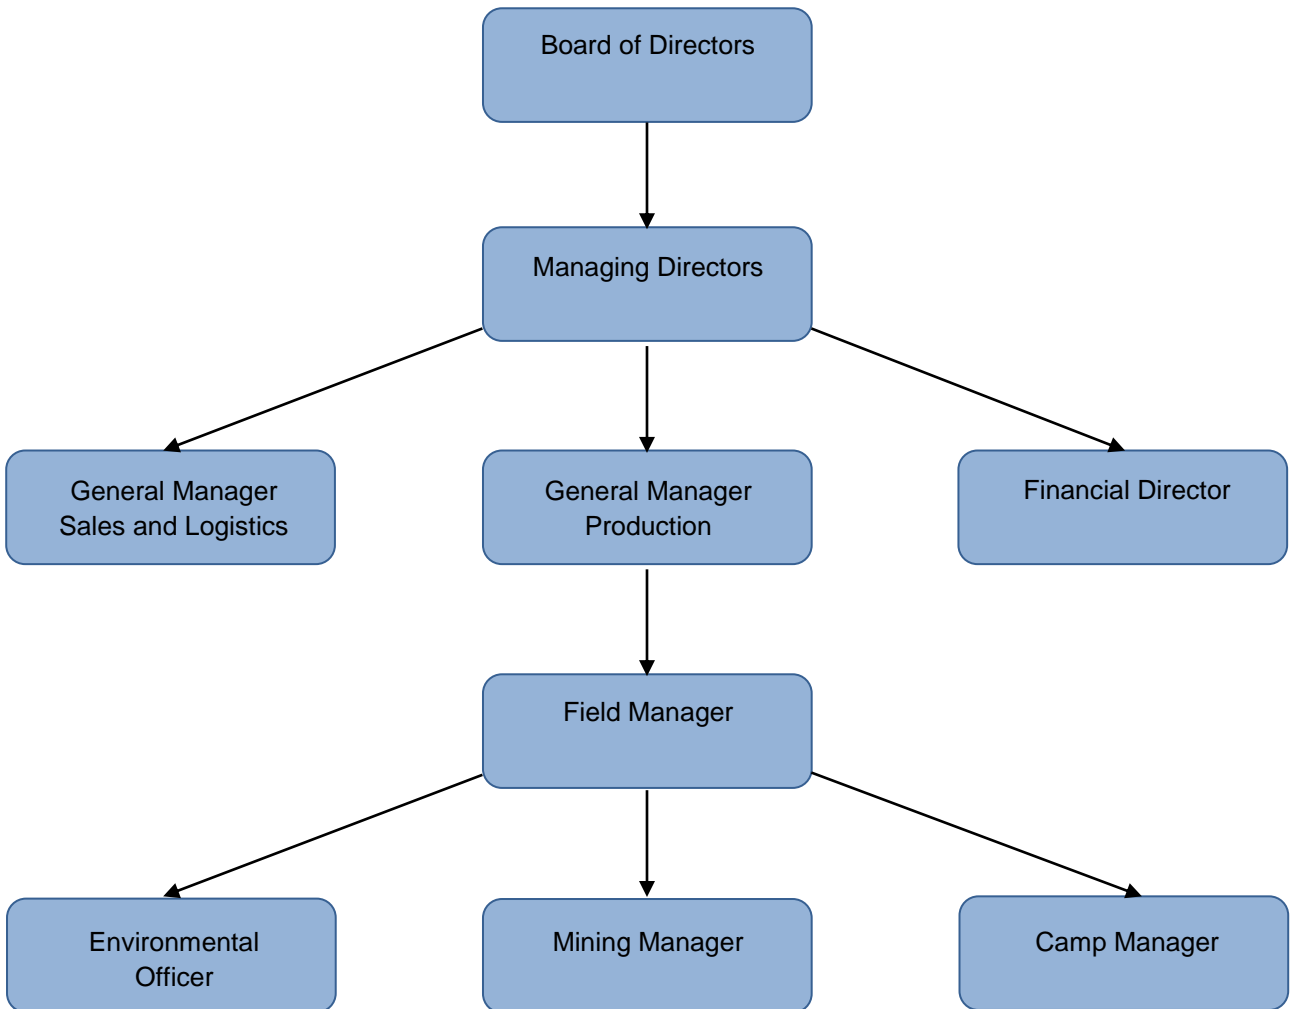 Board of Directors
Managing Directors
General Manager
Sales and Logistics
General Manager
Production
Financial Director
Field Manager
Environmental
Officer
Mining Manager
Camp Manager